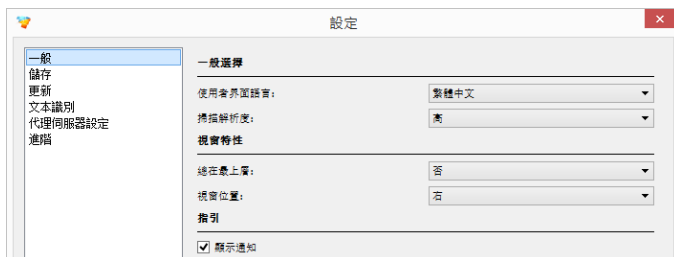 設定
一般
儲存
更新
文本識別
代理伺服器設定
進階
一般選擇
使用者界面語言: 繁體中文
掃描解析度: 高
視窗特性
總在最上層: 否
視窗位置: 右
指引
顯示通知